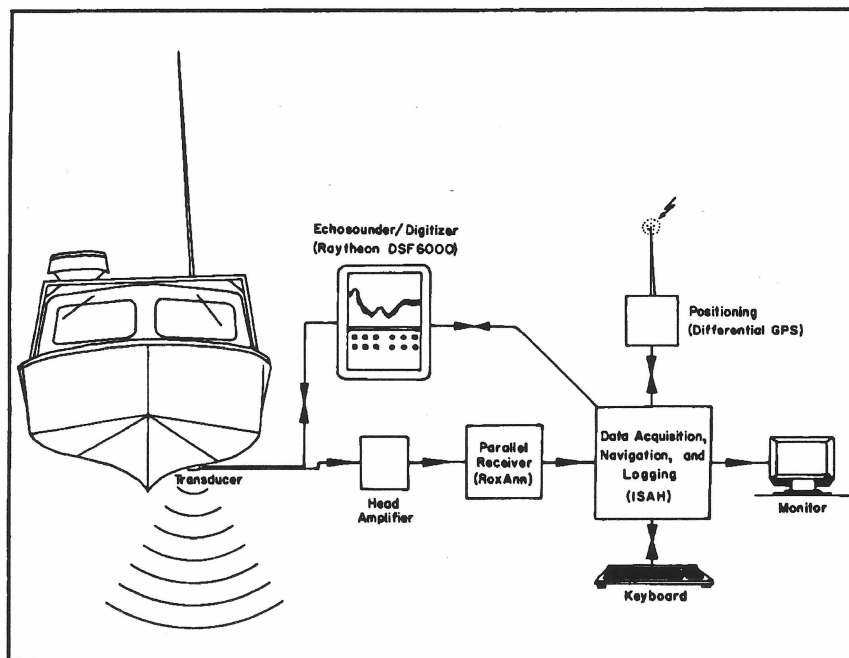 Echosounder/Digitizer
(Raytheon DSF6000)
Positioning
(Differential GPS)
Transducer
Head
Amplifier
Parallel
Receiver
(RoxAnn)
Data Acquisition,
Navigation, and
Logging
(ISAH)
Monitor
Keyboard